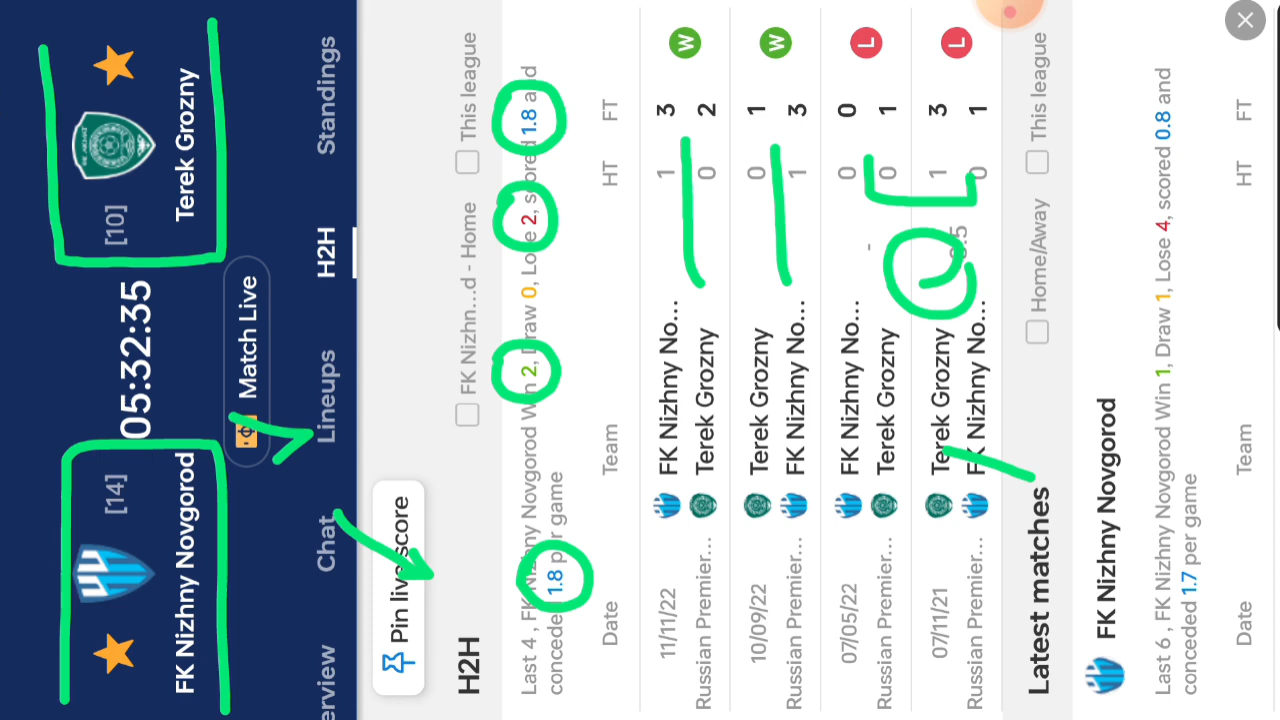 FK Nizhny Novgorod
[14]
05:32:35
[10]
Terek Grozny
Match Live
erview
Chat
Lineups
H2H
Standings
Pin live score
H2H
FK Nizhn...d - Home
This league
Last 4 , FK Nizhny Novgorod Win 2, Draw 0, Lose 2, scored 1.8 and
conceded 1.8 per game
Date Team HT FT
11/11/22 FK Nizhny No... 1 3 W
Russian Premier... Terek Grozny 0 2
10/09/22 Terek Grozny 0 1 W
Russian Premier... FK Nizhny No... 1 3
07/05/22 FK Nizhny No... - 0 0 L
Russian Premier... Terek Grozny 0 1
07/11/21 Terek Grozny 1 3 L
Russian Premier... FK Nizhny No... 0 1
Latest matches
Home/Away
This league
FK Nizhny Novgorod
Last 6 , FK Nizhny Novgorod Win 1, Draw 1, Lose 4, scored 0.8 and
conceded 1.7 per game
Date Team HT FT